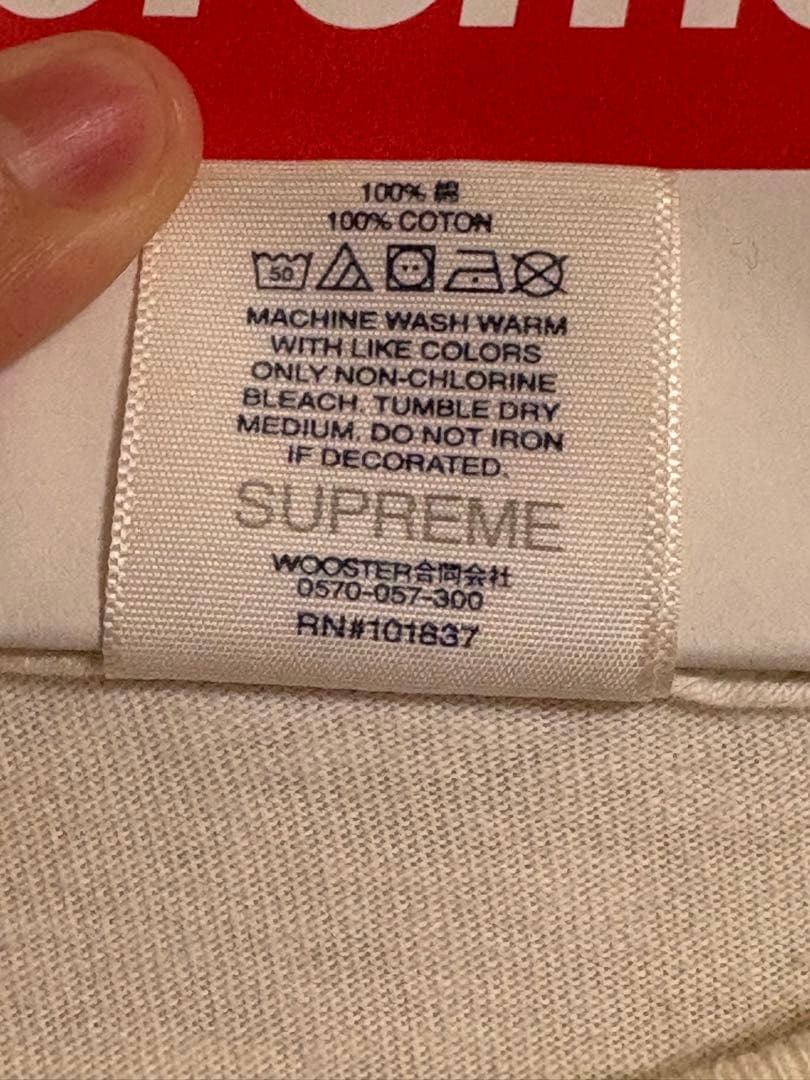 100% 綿
100% COTON
50
MACHINE WASH WARM
WITH LIKE COLORS
ONLY NON-CHLORINE
BLEACH. TUMBLE DRY
MEDIUM. DO NOT IRON
IF DECORATED.
SUPREME
WOOSTER合同会社
0570-057-300
RN#101837